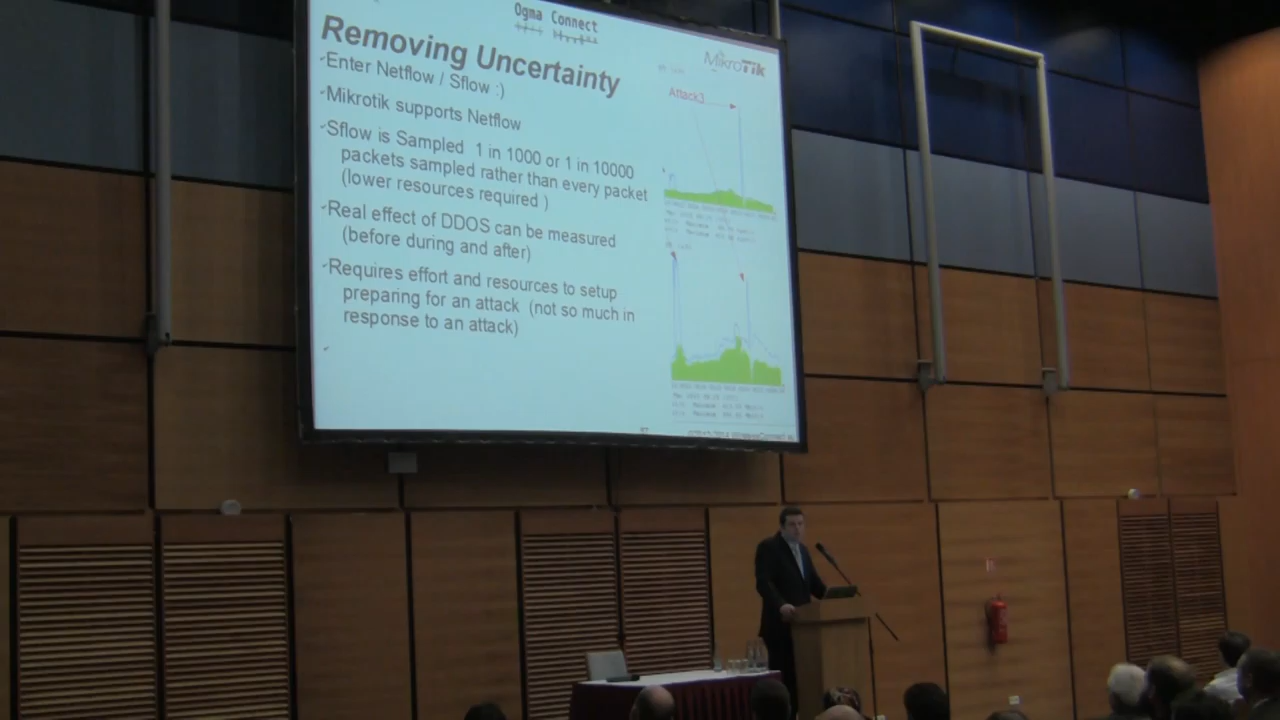 Ogma Connect
Removing Uncertainty
MikroTik
Enter Netflow / Sflow :)
Mikrotik supports Netflow
Sflow is Sampled 1 in 1000 or 1 in 10000
packets sampled rather than every packet
(lower resources required )
Real effect of DDOS can be measured
(before during and after)
Requires effort and resources to setup
preparing for an attack (not so much in
response to an attack)
Attack3